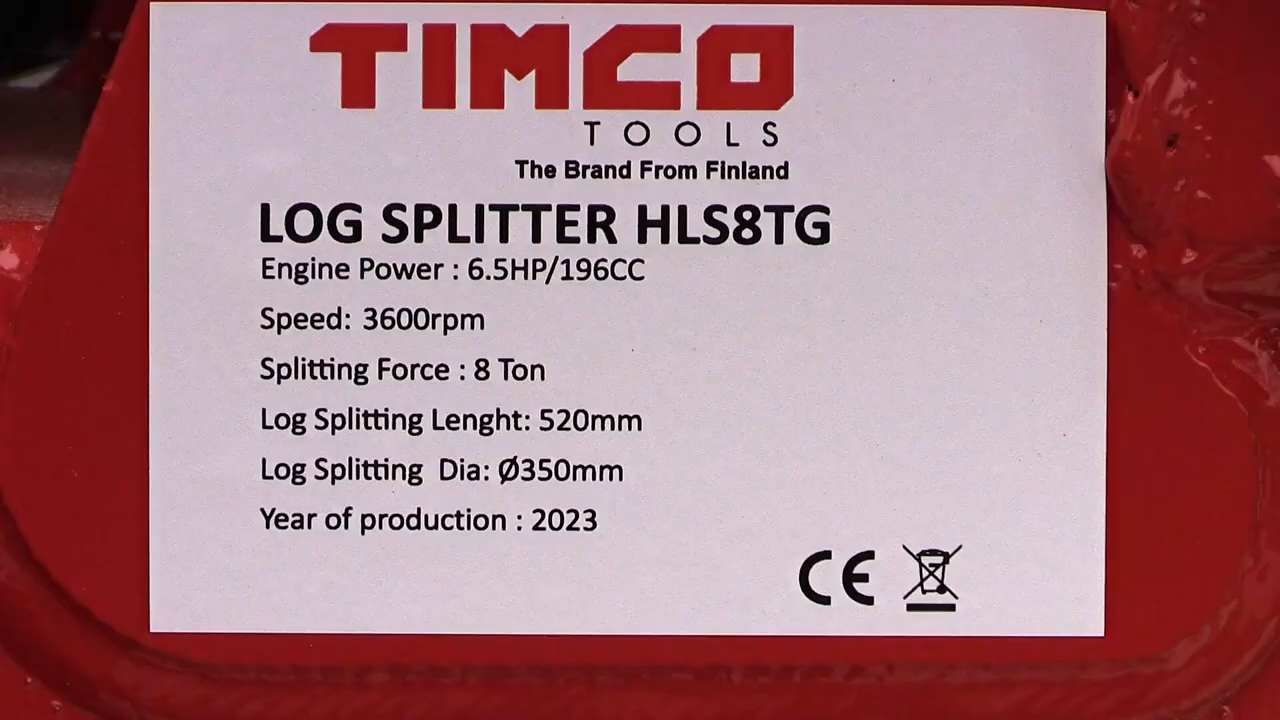 TIMCO
TOOLS
The Brand From Finland
LOG SPLITTER HLS8TG
Engine Power : 6.5HP/196CC
Speed: 3600rpm
Splitting Force : 8 Ton
Log Splitting Lenght: 520mm
Log Splitting Dia: Ø350mm
Year of production : 2023
CE